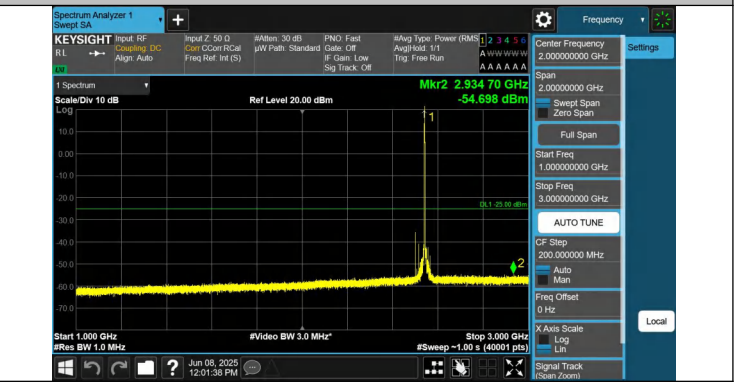 Spectrum Analyzer 1
Swept SA
Frequency
KEYSIGHT
RL
Input: RF
Coupling: DC
Align: Auto
Input Z: 50 Ω
Corr CCorr RCal
Freq Ref: Int (S)
#Atten: 30 dB
µW Path: Standard
PNO: Fast
Gate: Off
IF Gain: Low
Sig Track: Off
#Avg Type: Power (RMS
Avg|Hold: 1/1
Trig: Free Run
1 2 3 4 5 6
A W W W W W
A A A A A A
1 Spectrum
Scale/Div 10 dB
Log
Ref Level 20.00 dBm
Mkr2 2.934 70 GHz
-54.698 dBm
1
10.0
0.00
-10.0
-20.0
DL1 -25.00 dBm
-30.0
-40.0
-50.0
2
-60.0
-70.0
Start 1.000 GHz
#Res BW 1.0 MHz
#Video BW 3.0 MHz*
Stop 3.000 GHz
#Sweep ~1.00 s (40001 pts)
Jun 08, 2025
12:01:38 PM
Center Frequency
2.000000000 GHz
Settings
Span
2.00000000 GHz
Swept Span
Zero Span
Full Span
Start Freq
1.000000000 GHz
Stop Freq
3.000000000 GHz
AUTO TUNE
CF Step
200.000000 MHz
Auto
Man
Freq Offset
0 Hz
Local
X Axis Scale
Log
Lin
Signal Track
(Span Zoom)